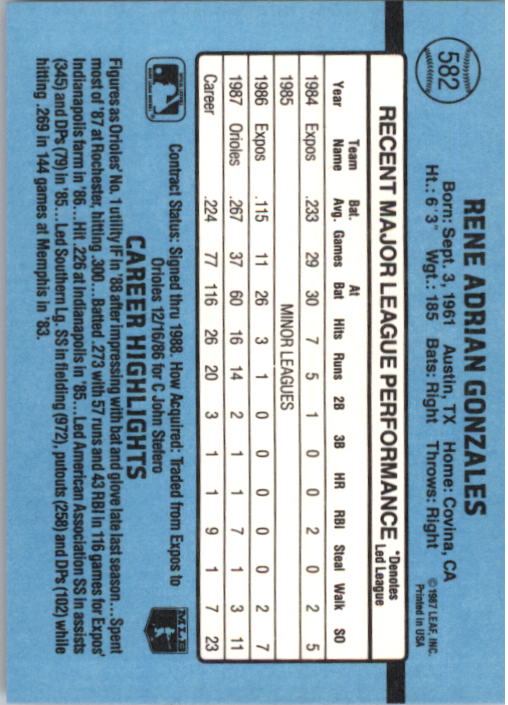 582
RENE ADRIAN GONZALES
Born: Sept. 3, 1961 Austin, TX Home: Covina, CA
Ht.: 6'3" Wgt.: 185 Bats: Right Throws: Right
©1987 LEAF, INC.
Printed in USA
RECENT MAJOR LEAGUE PERFORMANCE
*Denotes
Led League
Year Team Name Bat. Avg. Games At Bat Hits Runs 2B 3B HR RBI Steal Walk SO
1984 Expos .233 29 30 7 5 1 0 0 2 0 2 5
1985 MINOR LEAGUES
1986 Expos .115 11 26 3 1 0 0 0 0 0 2 7
1987 Orioles .267 37 60 16 14 2 1 1 7 1 3 11
Career .224 77 116 26 20 3 1 1 9 1 7 23
Contract Status: Signed thru 1988. How Acquired: Traded from Expos to
Orioles 12/16/86 for C John Stefero
MLB
CAREER HIGHLIGHTS
Figures as Orioles' No. 1 utility IF in '88 after impressing with bat and glove late last season...Spent
most of '87 at Rochester, hitting .300...Batted .273 with 57 runs and 43 RBI in 116 games for Expos'
Indianapolis farm in '86...Hit .226 at Indianapolis in '85...Led American Association SS in assists
(345) and DPs (79) in '85...Led Southern Lg. SS in fielding (972), putouts (258) and DPs (102) while
hitting .269 in 144 games at Memphis in '83.